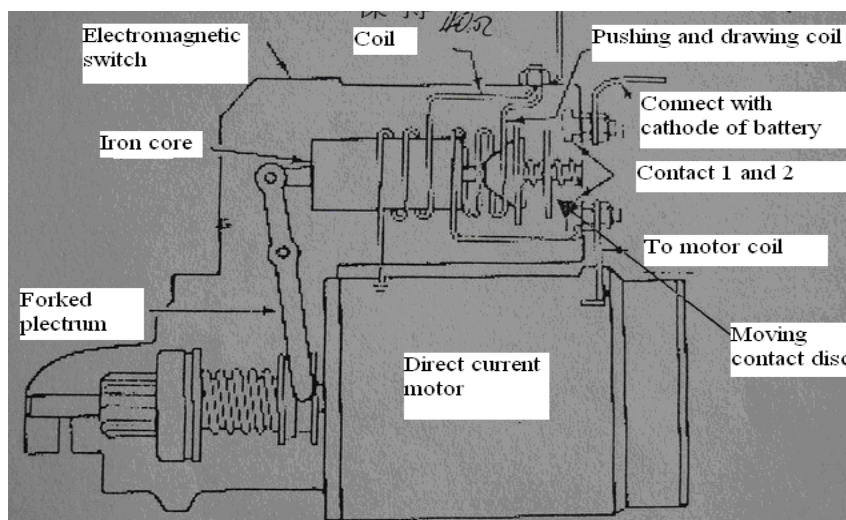 Electromagnetic
switch
Coil
40Ω
Pushing and drawing coil
Connect with
cathode of battery
Iron core
Contact 1 and 2
To motor coil
Forked
plectrum
Direct current
motor
Moving
contact disc